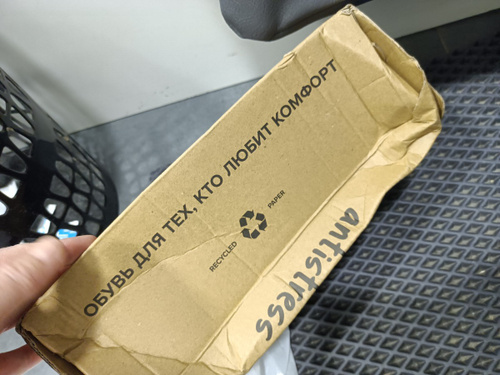 ОБУВЬ ДЛЯ ТЕХ, КТО ЛЮБИТ КОМФОРТ
RECYCLED PAPER
antistress